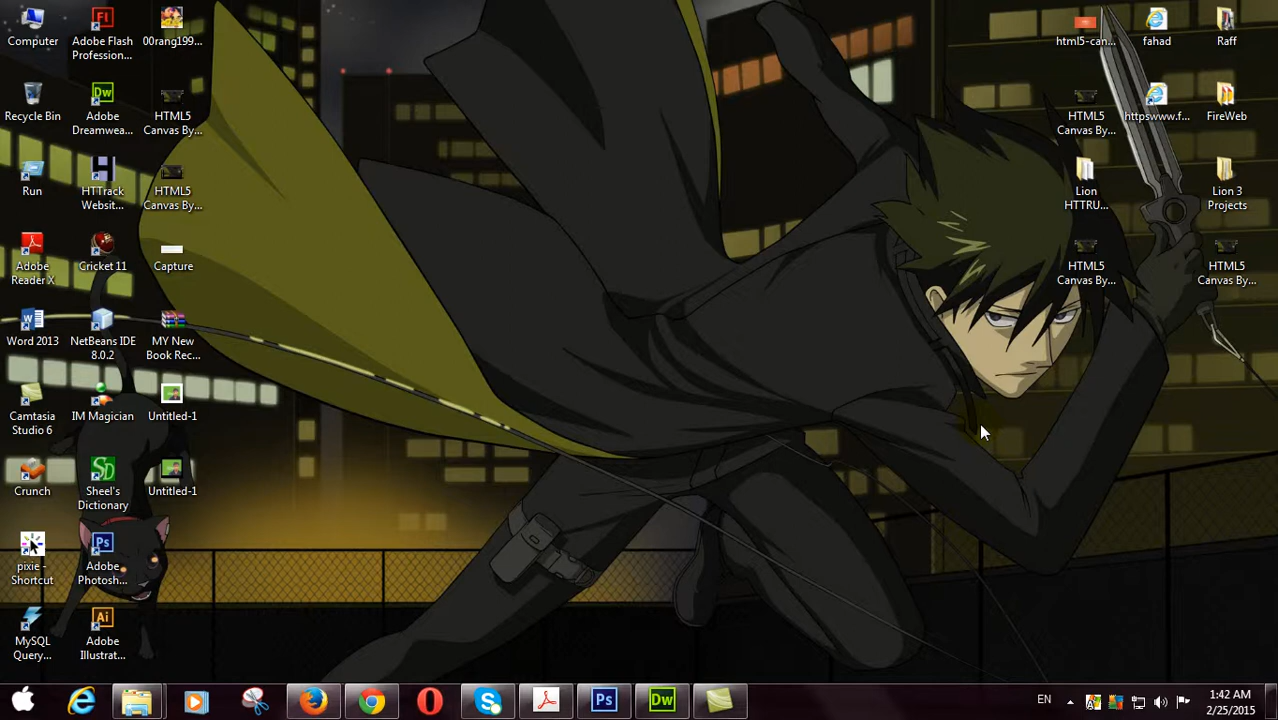 Computer
Adobe Flash
Profession...
00rang199...
html5-can...
fahad
Raff
Recycle Bin
Adobe
Dreamwea...
HTML5
Canvas By...
HTML5
Canvas By...
httpswww.f...
FireWeb
Run
HTTrack
Websit...
HTML5
Canvas By...
Lion
HTTRU...
Lion 3
Projects
Adobe
Reader X
Cricket 11
Capture
HTML5
Canvas By...
HTML5
Canvas By...
Word 2013
NetBeans IDE
8.0.2
MY New
Book Rec...
Camtasia
Studio 6
IM Magician
Untitled-1
Crunch
Sheel's
Dictionary
Untitled-1
pixie -
Shortcut
Adobe
Photosh...
MySQL
Query...
Adobe
Illustrat...
EN
1:42 AM
2/25/2015